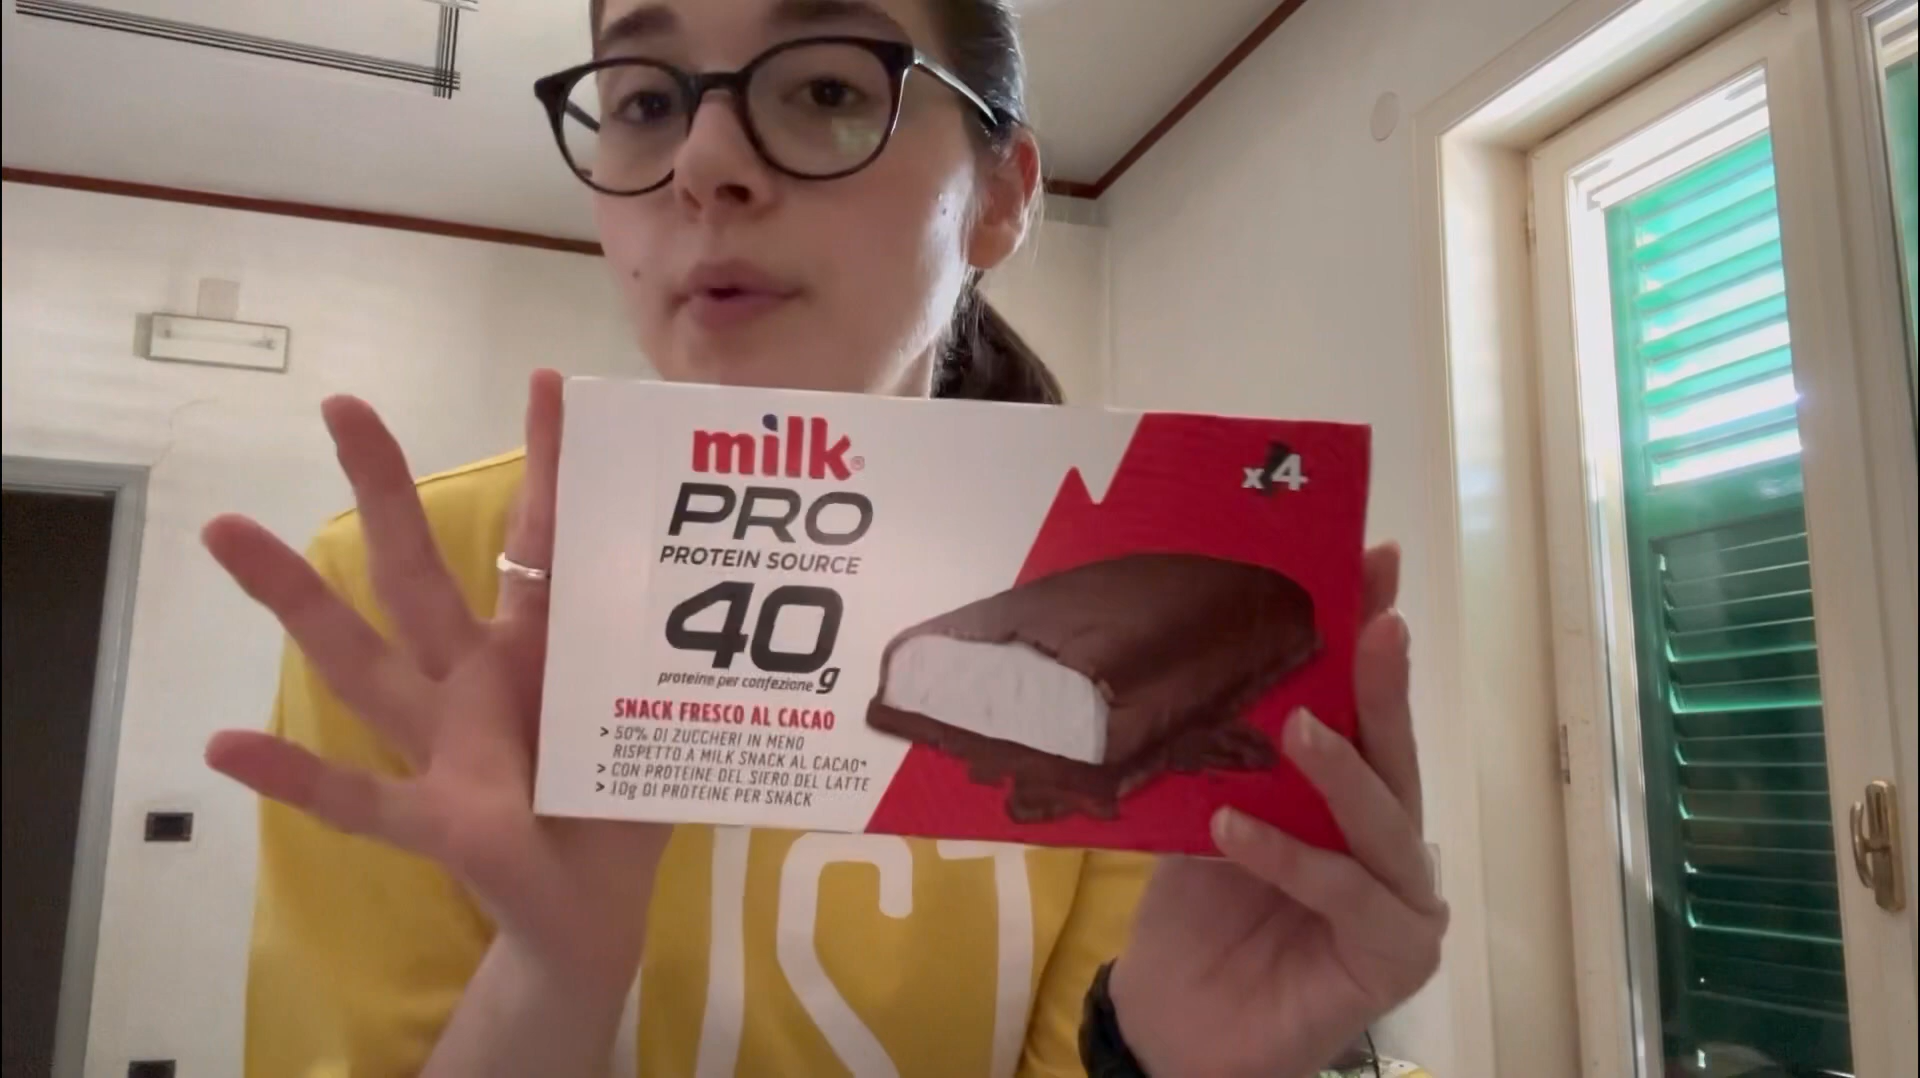 milk®
PRO
PROTEIN SOURCE
40g
proteine per confezione
SNACK FRESCO AL CACAO
> 50% DI ZUCCHERI IN MENO
RISPETTO A MILK SNACK AL CACAO*
> CON PROTEINE DEL SIERO DEL LATTE
> 10g DI PROTEINE PER SNACK
x4